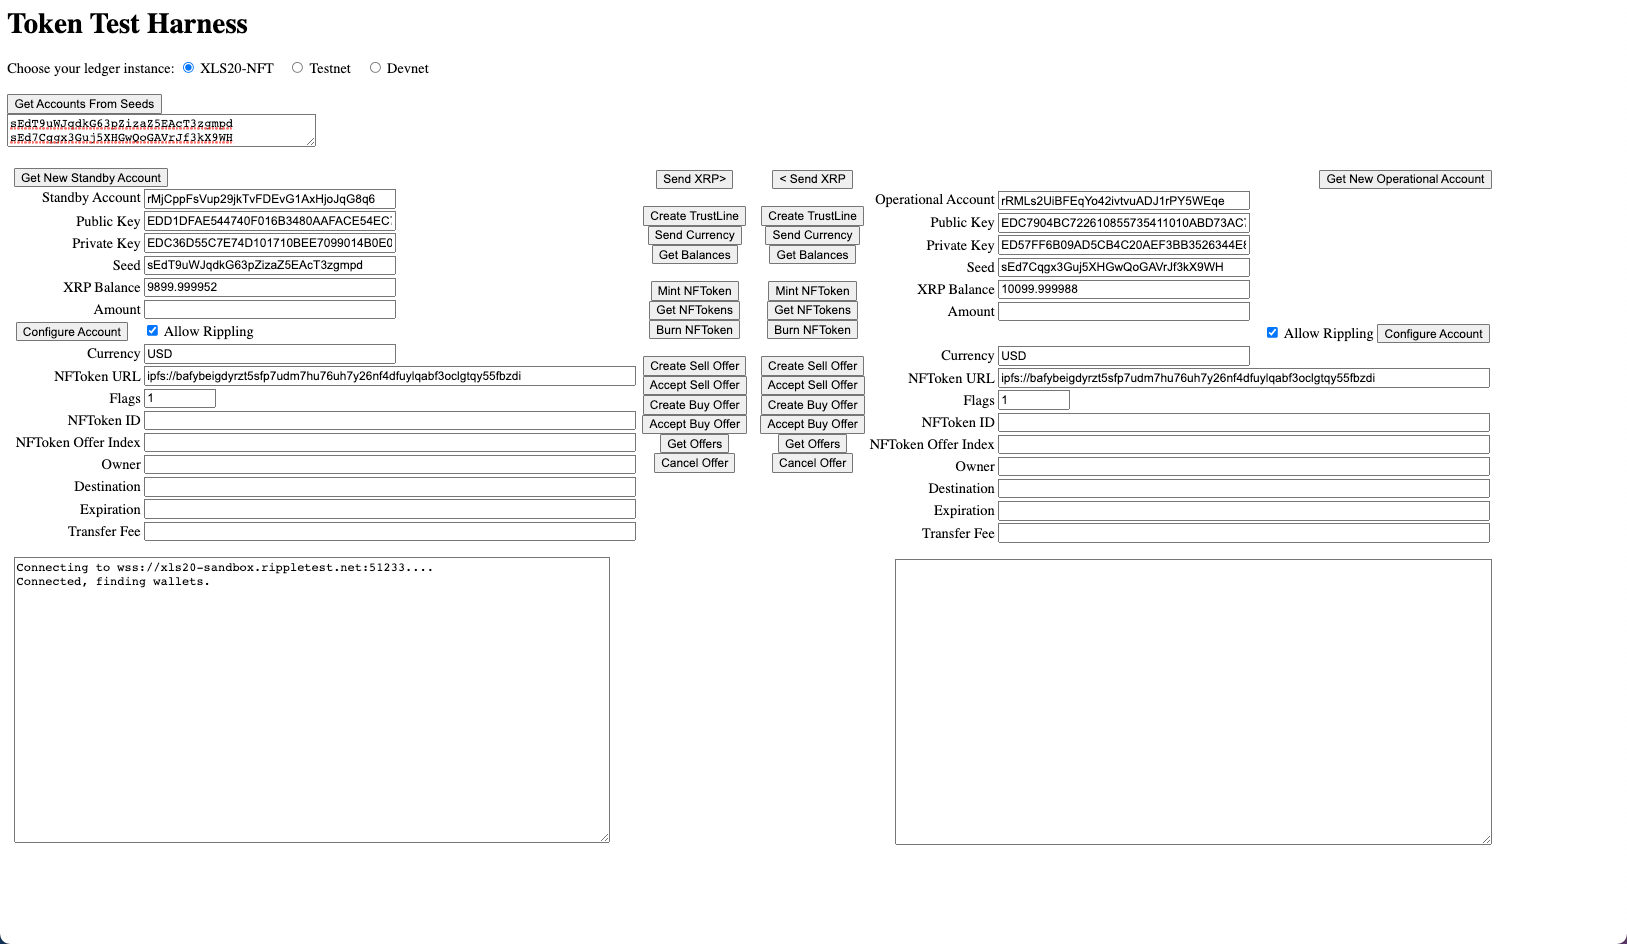 Token Test Harness
Choose your ledger instance: XLS20-NFT Testnet Devnet
Get Accounts From Seeds
sEdT9uWJqdkG63pZizaZ5EAcT3zgmpd
sEd7Cqgx3Guj5XHGwQoGAVrJf3kX9WH
Get New Standby Account
Standby Account rMjCppFsVup29jkTvFDEvG1AxHjoJqG8q6
Public Key EDD1DFAE544740F016B3480AAFACE54EC
Private Key EDC36D55C7E74D101710BEE7099014B0E0
Seed sEdT9uWJqdkG63pZizaZ5EAcT3zgmpd
XRP Balance 9899.999952
Amount
Configure Account Allow Rippling
Currency USD
NFToken URL ipfs://bafybeigdyrzt5sfp7udm7hu76uh7y26nf4dfuylqabf3oclgtqy55fbzdi
Flags 1
NFToken ID
NFToken Offer Index
Owner
Destination
Expiration
Transfer Fee
Connecting to wss://xls20-sandbox.rippletest.net:51233....
Connected, finding wallets.
Send XRP>
Create TrustLine
Send Currency
Get Balances
Mint NFToken
Get NFTokens
Burn NFToken
Create Sell Offer
Accept Sell Offer
Create Buy Offer
Accept Buy Offer
Get Offers
Cancel Offer
< Send XRP
Create TrustLine
Send Currency
Get Balances
Mint NFToken
Get NFTokens
Burn NFToken
Create Sell Offer
Accept Sell Offer
Create Buy Offer
Accept Buy Offer
Get Offers
Cancel Offer
Get New Operational Account
Operational Account rRMLs2UiBFEqYo42ivtvuADJ1rPY5WEqe
Public Key EDC7904BC722610855735411010ABD73AC
Private Key ED57FF6B09AD5CB4C20AEF3BB3526344E
Seed sEd7Cqgx3Guj5XHGwQoGAVrJf3kX9WH
XRP Balance 10099.999988
Amount
Allow Rippling Configure Account
Currency USD
NFToken URL ipfs://bafybeigdyrzt5sfp7udm7hu76uh7y26nf4dfuylqabf3oclgtqy55fbzdi
Flags 1
NFToken ID
NFToken Offer Index
Owner
Destination
Expiration
Transfer Fee